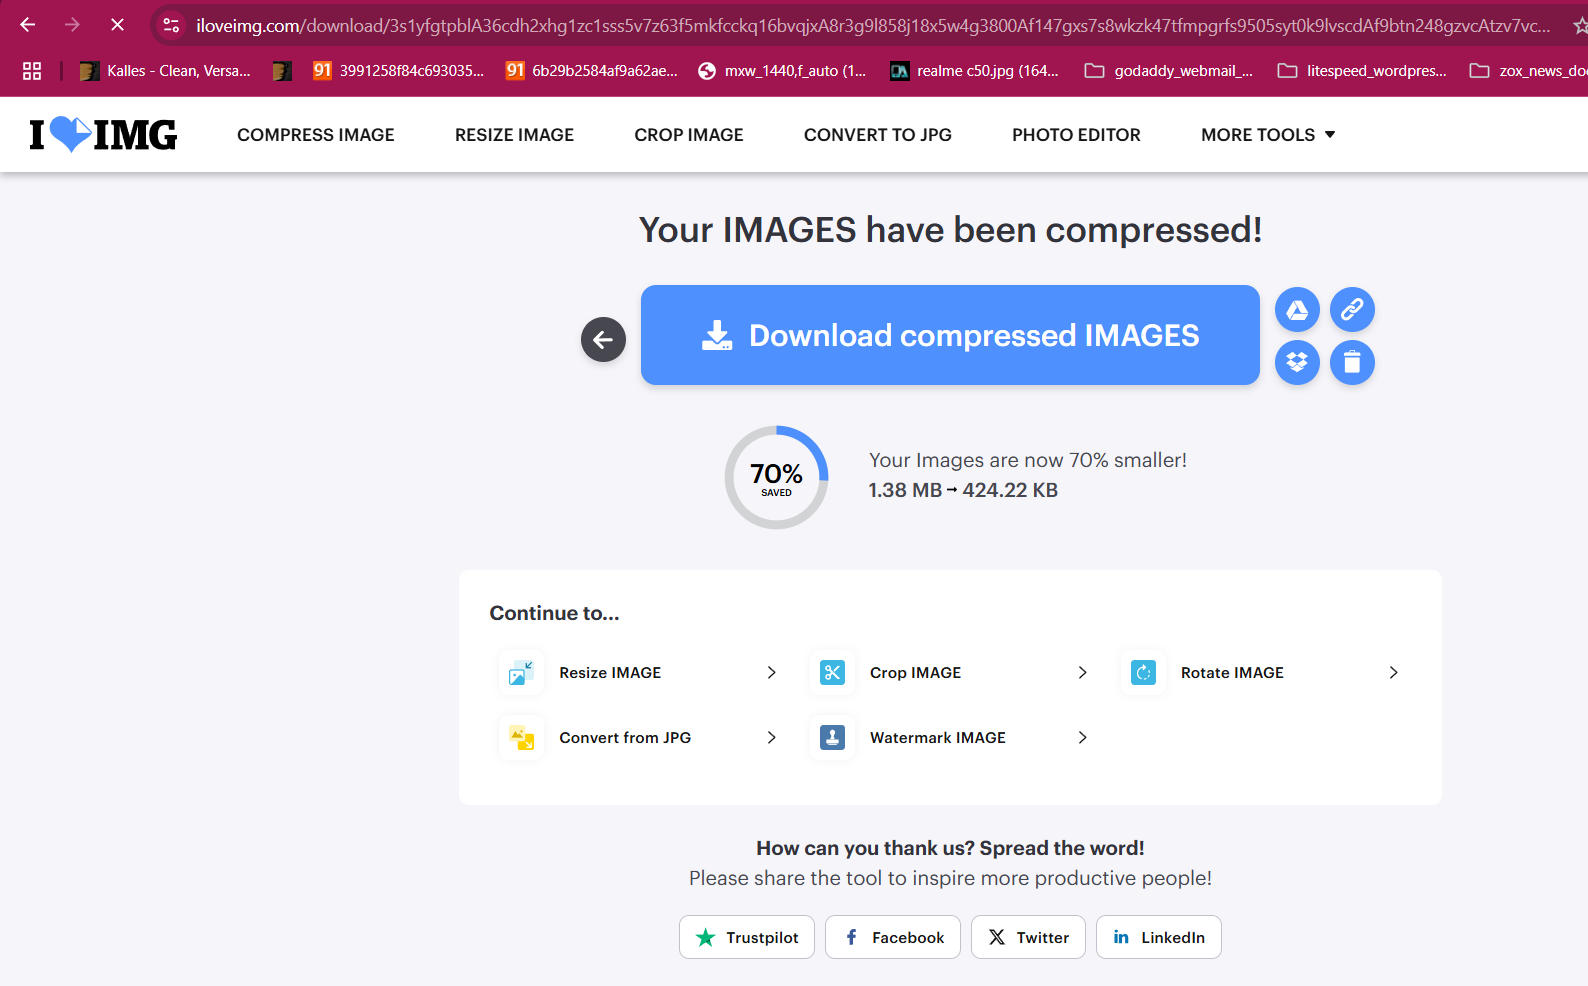 iloveimg.com/download/3s1yfgtpblA36cdh2xhg1zc1sss5v7z63f5mkfcckq16bvqjxA8r3g9l858j18x5w4g3800Af147gxs7s8wkzk47tfmpgrfs9505syt0k9lvscdAf9btn248gzvcAtzv7vc...
Kalles - Clean, Versa... 91 3991258f84c693035... 91 6b29b2584af9a62ae... mxw_1440,f_auto (1... realme c50.jpg (164... godaddy_webmail_... litespeed_wordpres... zox_news_doc
I IMG COMPRESS IMAGE RESIZE IMAGE CROP IMAGE CONVERT TO JPG PHOTO EDITOR MORE TOOLS
Your IMAGES have been compressed!
Download compressed IMAGES
70%
SAVED
Your Images are now 70% smaller!
1.38 MB → 424.22 KB
Continue to...
Resize IMAGE Crop IMAGE Rotate IMAGE
Convert from JPG Watermark IMAGE
How can you thank us? Spread the word!
Please share the tool to inspire more productive people!
Trustpilot Facebook Twitter LinkedIn